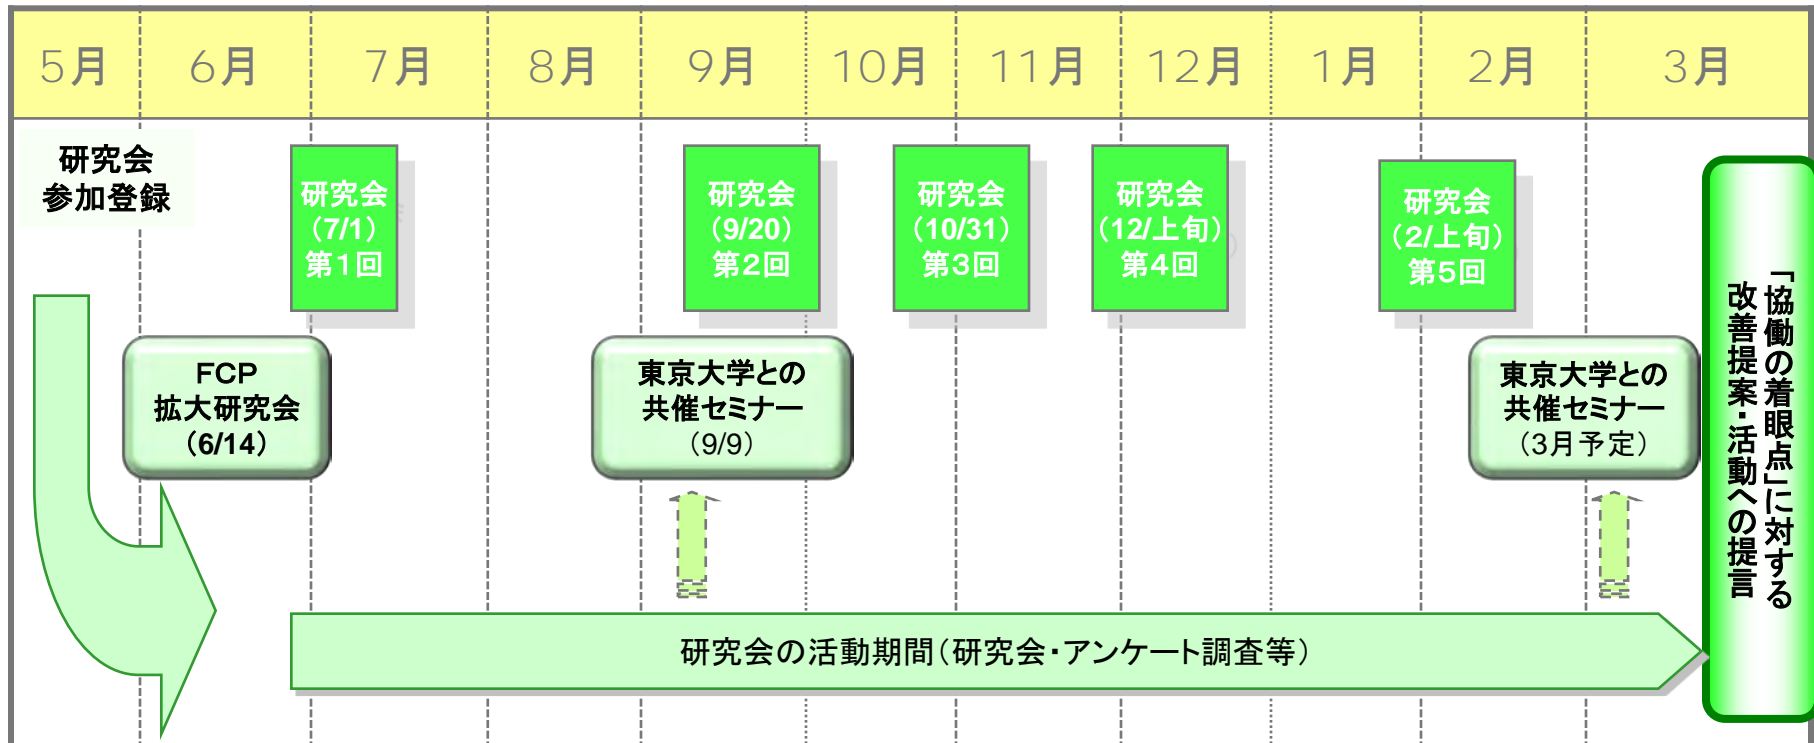 5月 6月 7月 8月 9月 10月 11月 12月 1月 2月 3月
研究会
参加登録
研究会
(7/1)
第1回
研究会
(9/20)
第2回
研究会
(10/31)
第3回
研究会
(12/上旬)
第4回
研究会
(2/上旬)
第5回
FCP
拡大研究会
(6/14)
東京大学との
共催セミナー
(9/9)
東京大学との
共催セミナー
(3月予定)
「協働の着眼点」に対する
改善提案・活動への提言
研究会の活動期間(研究会・アンケート調査等)